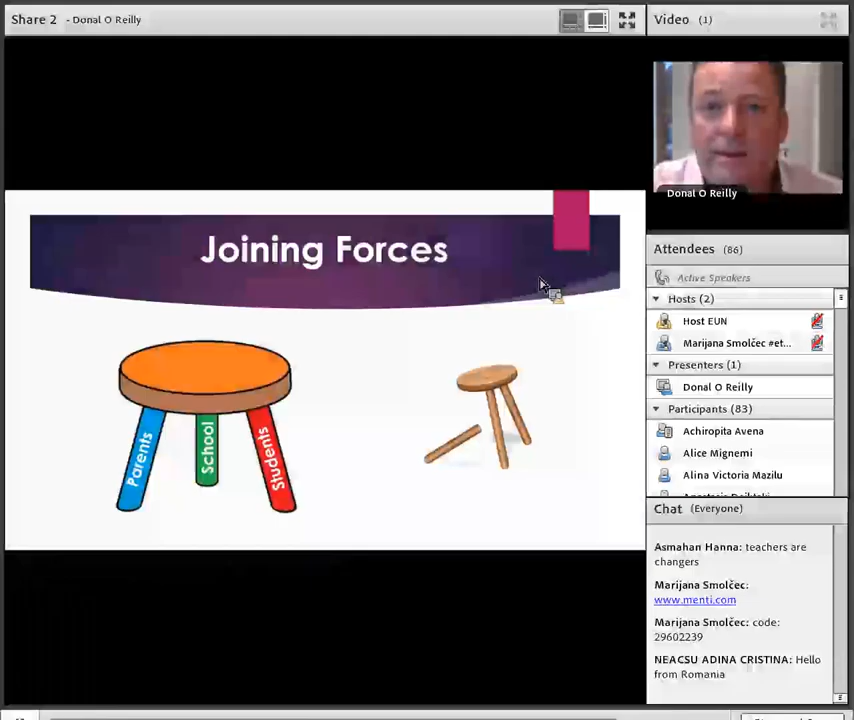 Share 2 - Donal O Reilly
Joining Forces
Parents
School
Students
Video (1)
Donal O Reilly
Attendees (86)
Active Speakers
Hosts (2)
Host EUN
Marijana Smolčec #et...
Presenters (1)
Donal O Reilly
Participants (83)
Achiropita Avena
Alice Mignemi
Alina Victoria Mazilu
Chat (Everyone)
Asmahan Hanna: teachers are
changers
Marijana Smolčec:
www.menti.com
Marijana Smolčec: code:
29602239
NEACSU ADINA CRISTINA: Hello
from Romania